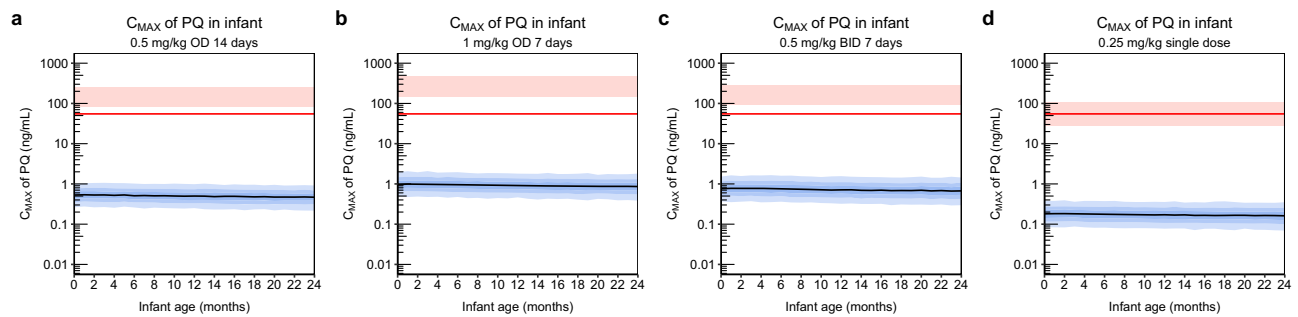 a
C_MAX of PQ in infant
0.5 mg/kg OD 14 days
C_MAX of PQ (ng/mL)
1000
100
10
1
0.1
0.01
0 2 4 6 8 10 12 14 16 18 20 22 24
Infant age (months)
b
C_MAX of PQ in infant
1 mg/kg OD 7 days
C_MAX of PQ (ng/mL)
1000
100
10
1
0.1
0.01
0 2 4 6 8 10 12 14 16 18 20 22 24
Infant age (months)
c
C_MAX of PQ in infant
0.5 mg/kg BID 7 days
C_MAX of PQ (ng/mL)
1000
100
10
1
0.1
0.01
0 2 4 6 8 10 12 14 16 18 20 22 24
Infant age (months)
d
C_MAX of PQ in infant
0.25 mg/kg single dose
C_MAX of PQ (ng/mL)
1000
100
10
1
0.1
0.01
0 2 4 6 8 10 12 14 16 18 20 22 24
Infant age (months)